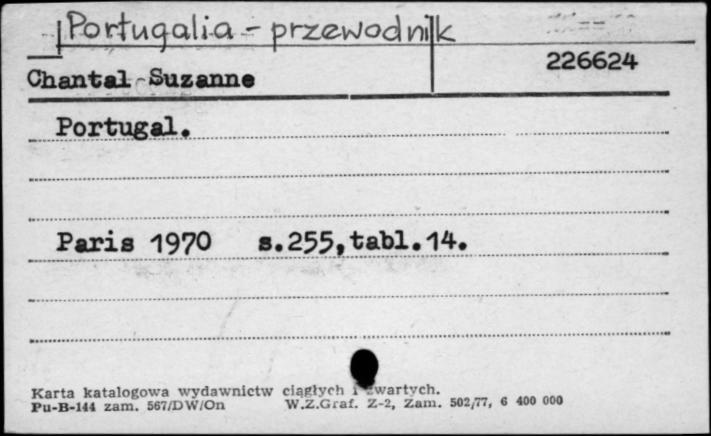 Portugalia - przewodnik
Chantal Suzanne 226624
Portugal.
Paris 1970 s.255,tabl.14.
Karta katalogowa wydawnictw ciągłych i zwartych.
Pu-B-144 zam. 567/DW/On W.Z.Graf. Z-2, Zam. 502/77, 6 400 000